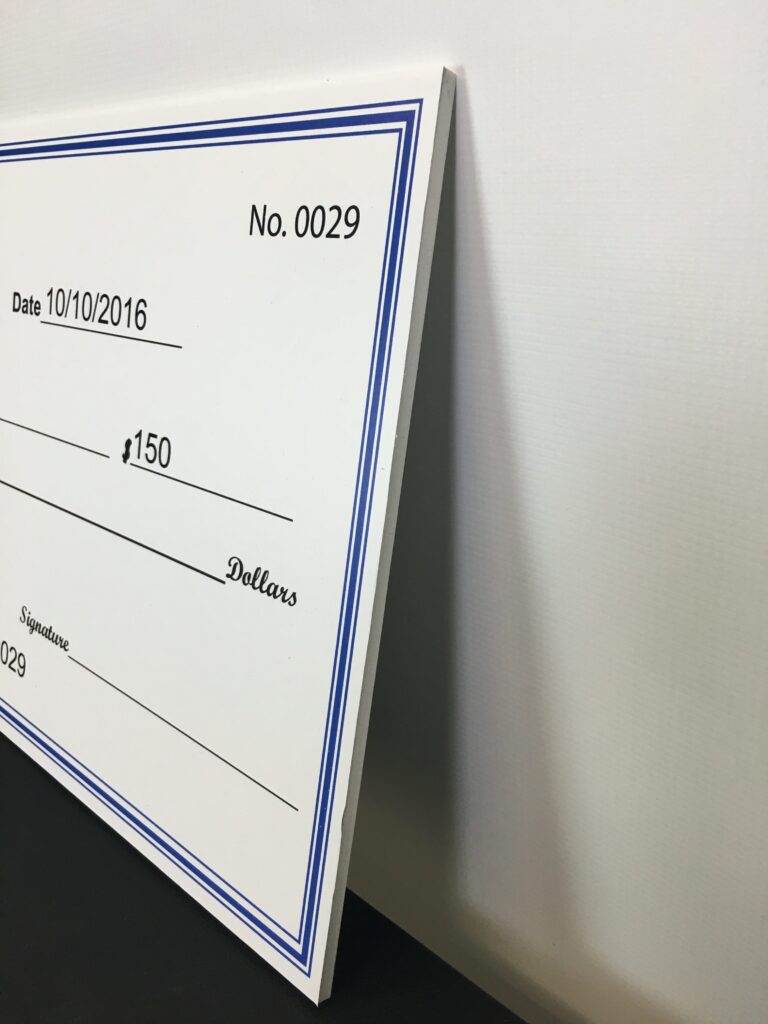 No. 0029
Date 10/10/2016
$150
Dollars
Signature
029